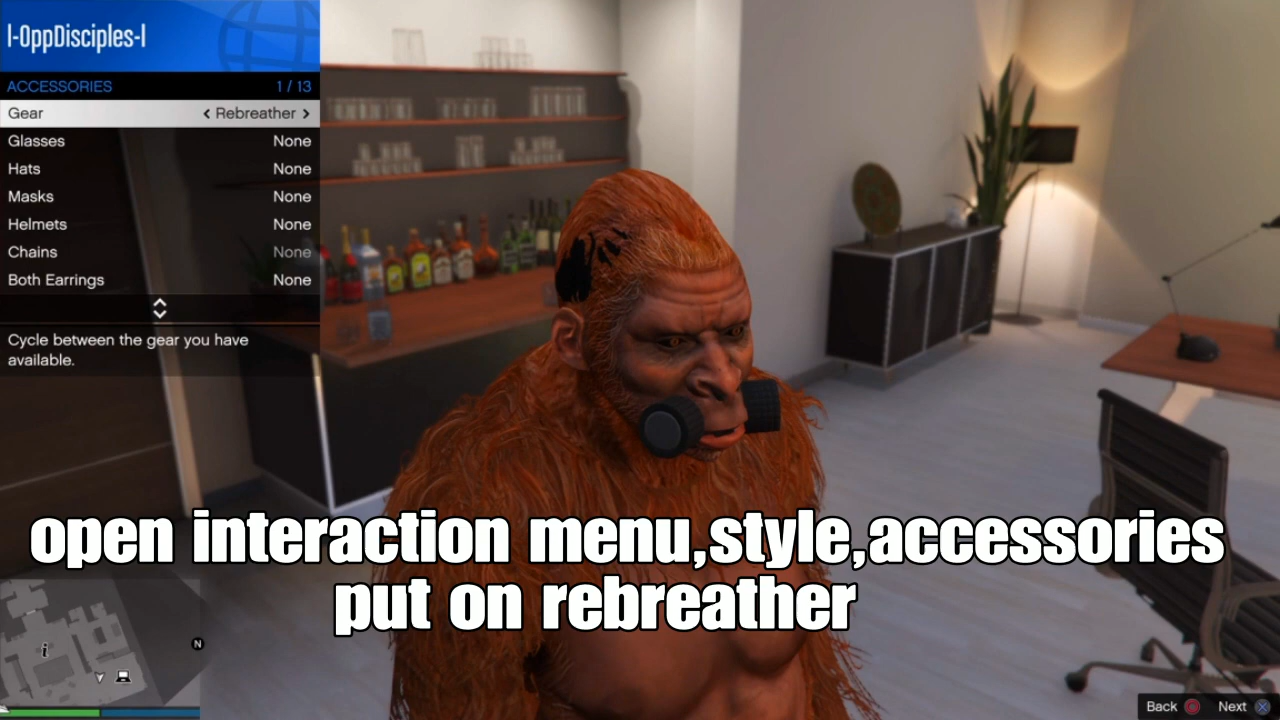 I-OppDisciples-I
ACCESSORIES 1 / 13
Gear < Rebreather >
Glasses None
Hats None
Masks None
Helmets None
Chains None
Both Earrings None
Cycle between the gear you have
available.
open interaction menu,style,accessories
put on rebreather
N
Back Next